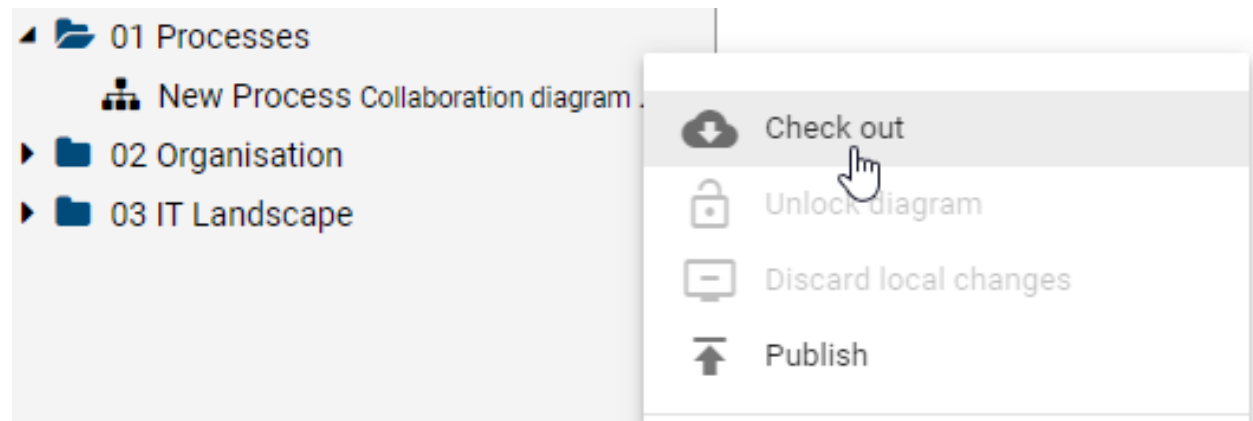 01 Processes
New Process Collaboration diagram .
02 Organisation
03 IT Landscape
Check out
Unlock diagram
Discard local changes
Publish